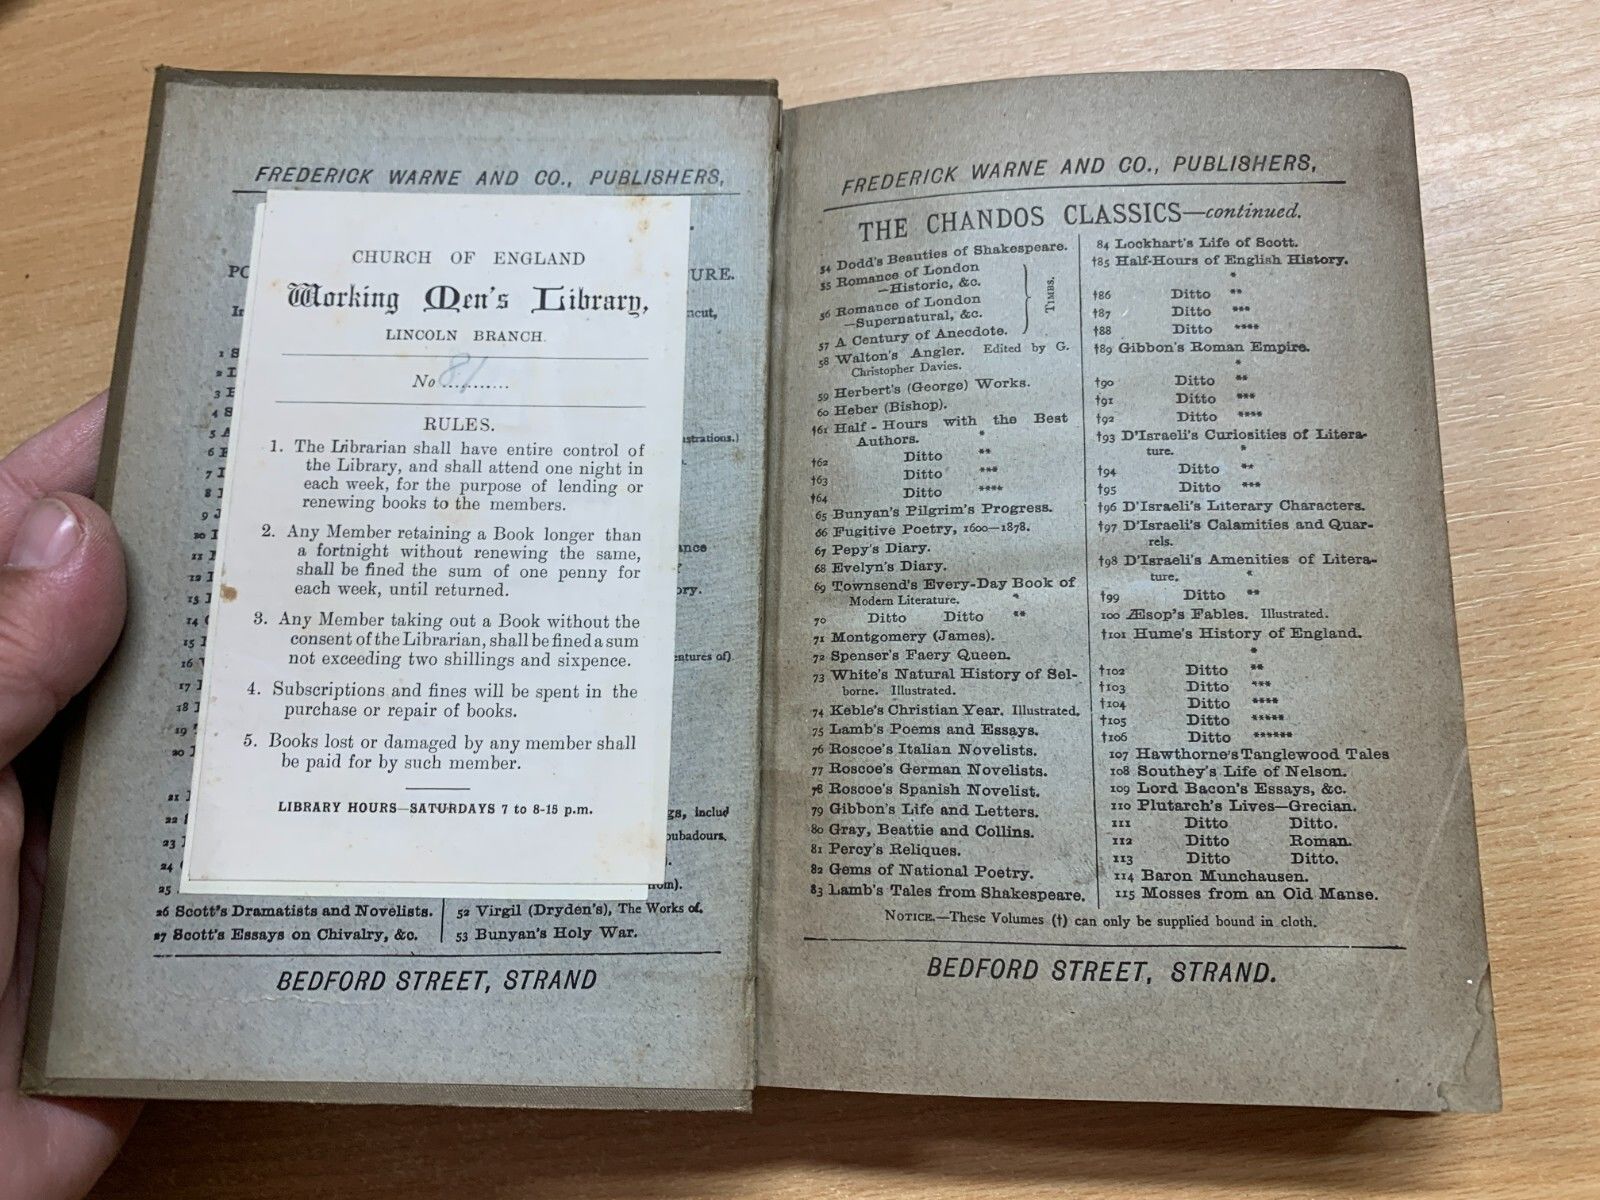 FREDERICK WARNE AND CO., PUBLISHERS,
CHURCH OF ENGLAND
Working Men's Library,
LINCOLN BRANCH.
No 81
RULES.
1. The Librarian shall have entire control of
the Library, and shall attend one night in
each week, for the purpose of lending or
renewing books to the members.
2. Any Member retaining a Book longer than
a fortnight without renewing the same,
shall be fined the sum of one penny for
each week, until returned.
3. Any Member taking out a Book without the
consent of the Librarian, shall be fined a sum
not exceeding two shillings and sixpence.
4. Subscriptions and fines will be spent in the
purchase or repair of books.
5. Books lost or damaged by any member shall
be paid for by such member.
LIBRARY HOURS—SATURDAYS 7 to 8-15 p.m.
26 Scott's Dramatists and Novelists.
27 Scott's Essays on Chivalry, &c.
52 Virgil (Dryden's), The Works of.
53 Bunyan's Holy War.
BEDFORD STREET, STRAND
FREDERICK WARNE AND CO., PUBLISHERS,
THE CHANDOS CLASSICS—continued.
54 Dodd's Beauties of Shakespeare.
55 Romance of London
—Historic, &c.
56 Romance of London
—Supernatural, &c.
57 A Century of Anecdote.
TIMBS.
58 Walton's Angler. Edited by G.
Christopher Davies.
59 Herbert's (George) Works.
60 Heber (Bishop).
†61 Half-Hours with the Best
Authors. *
†62 Ditto **
†63 Ditto ***
†64 Ditto ****
65 Bunyan's Pilgrim's Progress.
66 Fugitive Poetry, 1600—1878.
67 Pepy's Diary.
68 Evelyn's Diary.
69 Townsend's Every-Day Book of
Modern Literature. *
70 Ditto Ditto **
71 Montgomery (James).
72 Spenser's Faery Queen.
73 White's Natural History of Sel-
borne. Illustrated.
74 Keble's Christian Year. Illustrated.
75 Lamb's Poems and Essays.
76 Roscoe's Italian Novelists.
77 Roscoe's German Novelists.
78 Roscoe's Spanish Novelist.
79 Gibbon's Life and Letters.
80 Gray, Beattie and Collins.
81 Percy's Reliques.
82 Gems of National Poetry.
83 Lamb's Tales from Shakespeare.
84 Lockhart's Life of Scott.
†85 Half-Hours of English History.
*
†86 Ditto **
†87 Ditto ***
†88 Ditto ****
†89 Gibbon's Roman Empire.
*
†90 Ditto **
†91 Ditto ***
†92 Ditto ****
†93 D'Israeli's Curiosities of Litera-
ture. *
†94 Ditto **
†95 Ditto ***
†96 D'Israeli's Literary Characters.
†97 D'Israeli's Calamities and Quar-
rels.
†98 D'Israeli's Amenities of Litera-
ture. *
†99 Ditto **
100 Æsop's Fables. Illustrated.
†101 Hume's History of England.
*
†102 Ditto **
†103 Ditto ***
†104 Ditto ****
†105 Ditto *****
†106 Ditto ******
107 Hawthorne's Tanglewood Tales
108 Southey's Life of Nelson.
109 Lord Bacon's Essays, &c.
110 Plutarch's Lives—Grecian.
111 Ditto Ditto.
112 Ditto Roman.
113 Ditto Ditto.
114 Baron Munchausen.
115 Mosses from an Old Manse.
NOTICE.—These Volumes (†) can only be supplied bound in cloth.
BEDFORD STREET, STRAND.